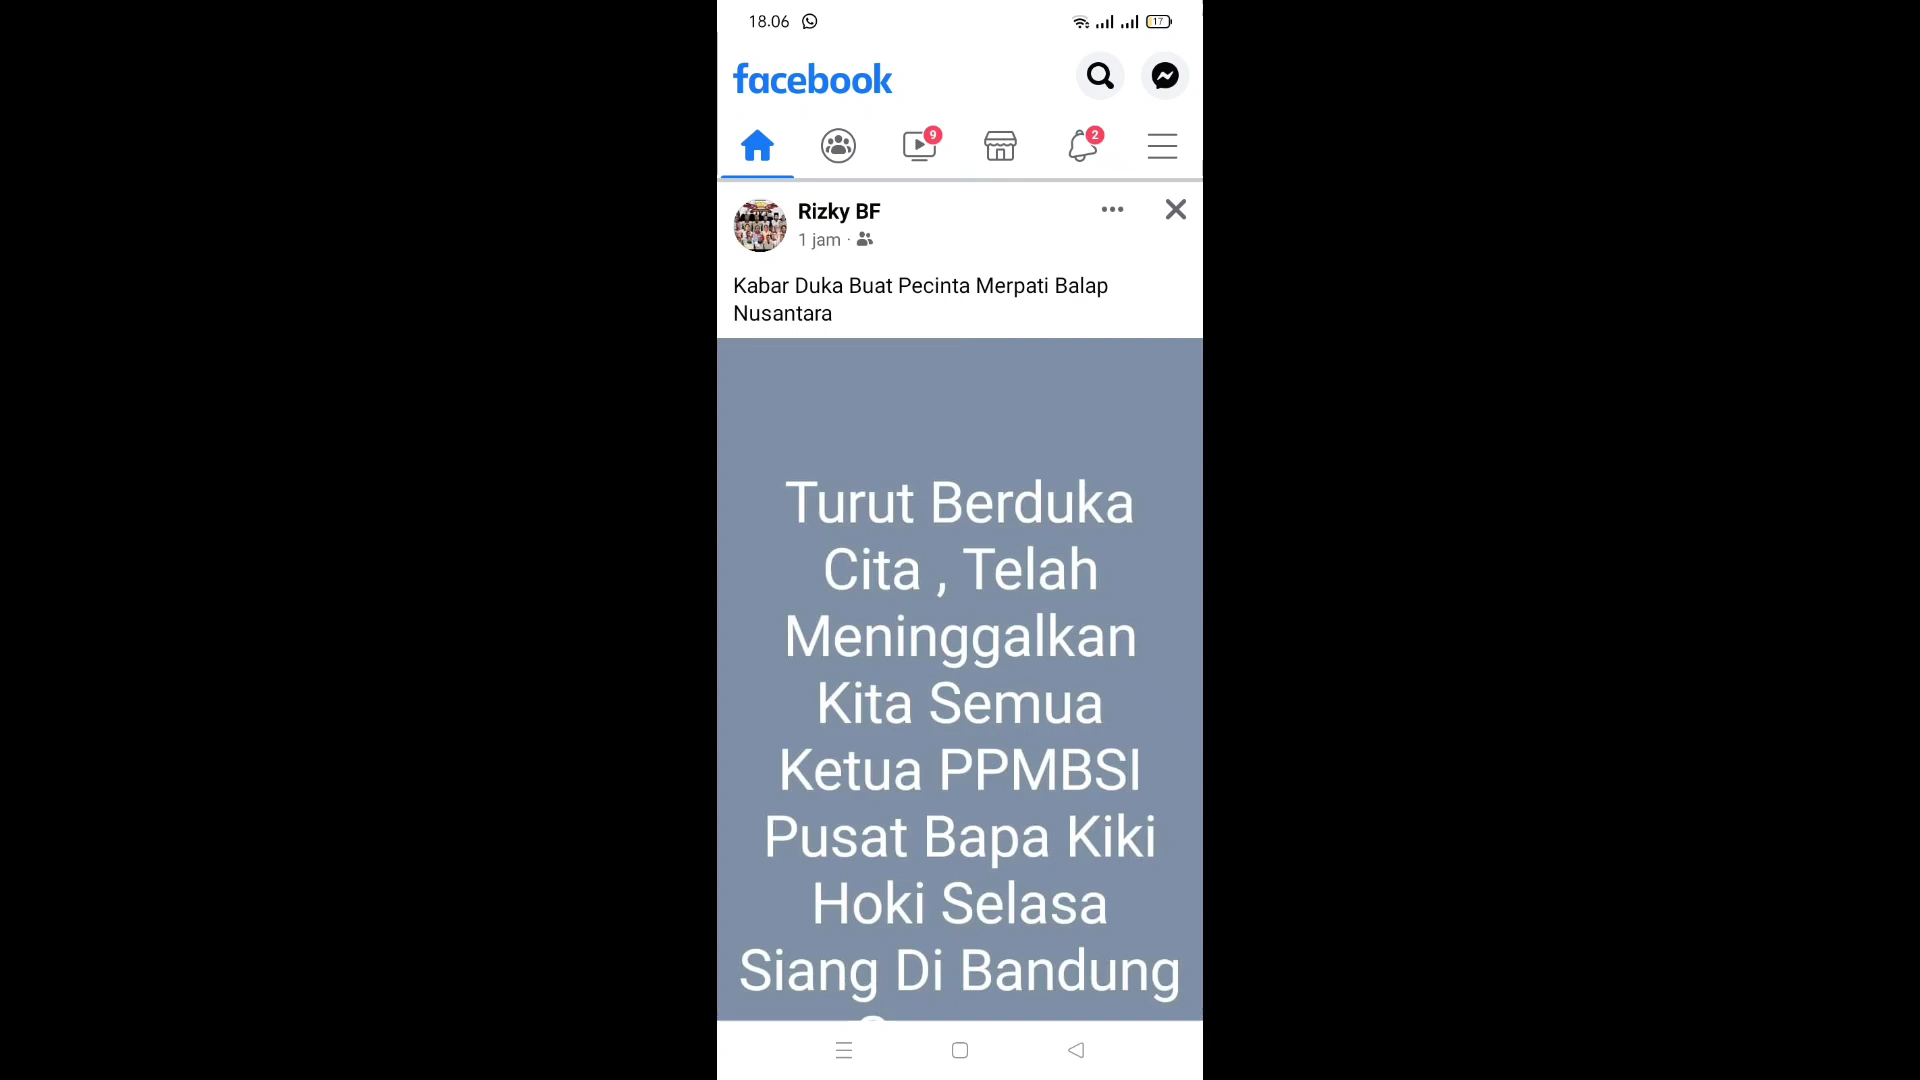 18.06
17
facebook
9
2
Rizky BF
1 jam ·
Kabar Duka Buat Pecinta Merpati Balap
Nusantara
Turut Berduka
Cita , Telah
Meninggalkan
Kita Semua
Ketua PPMBSI
Pusat Bapa Kiki
Hoki Selasa
Siang Di Bandung